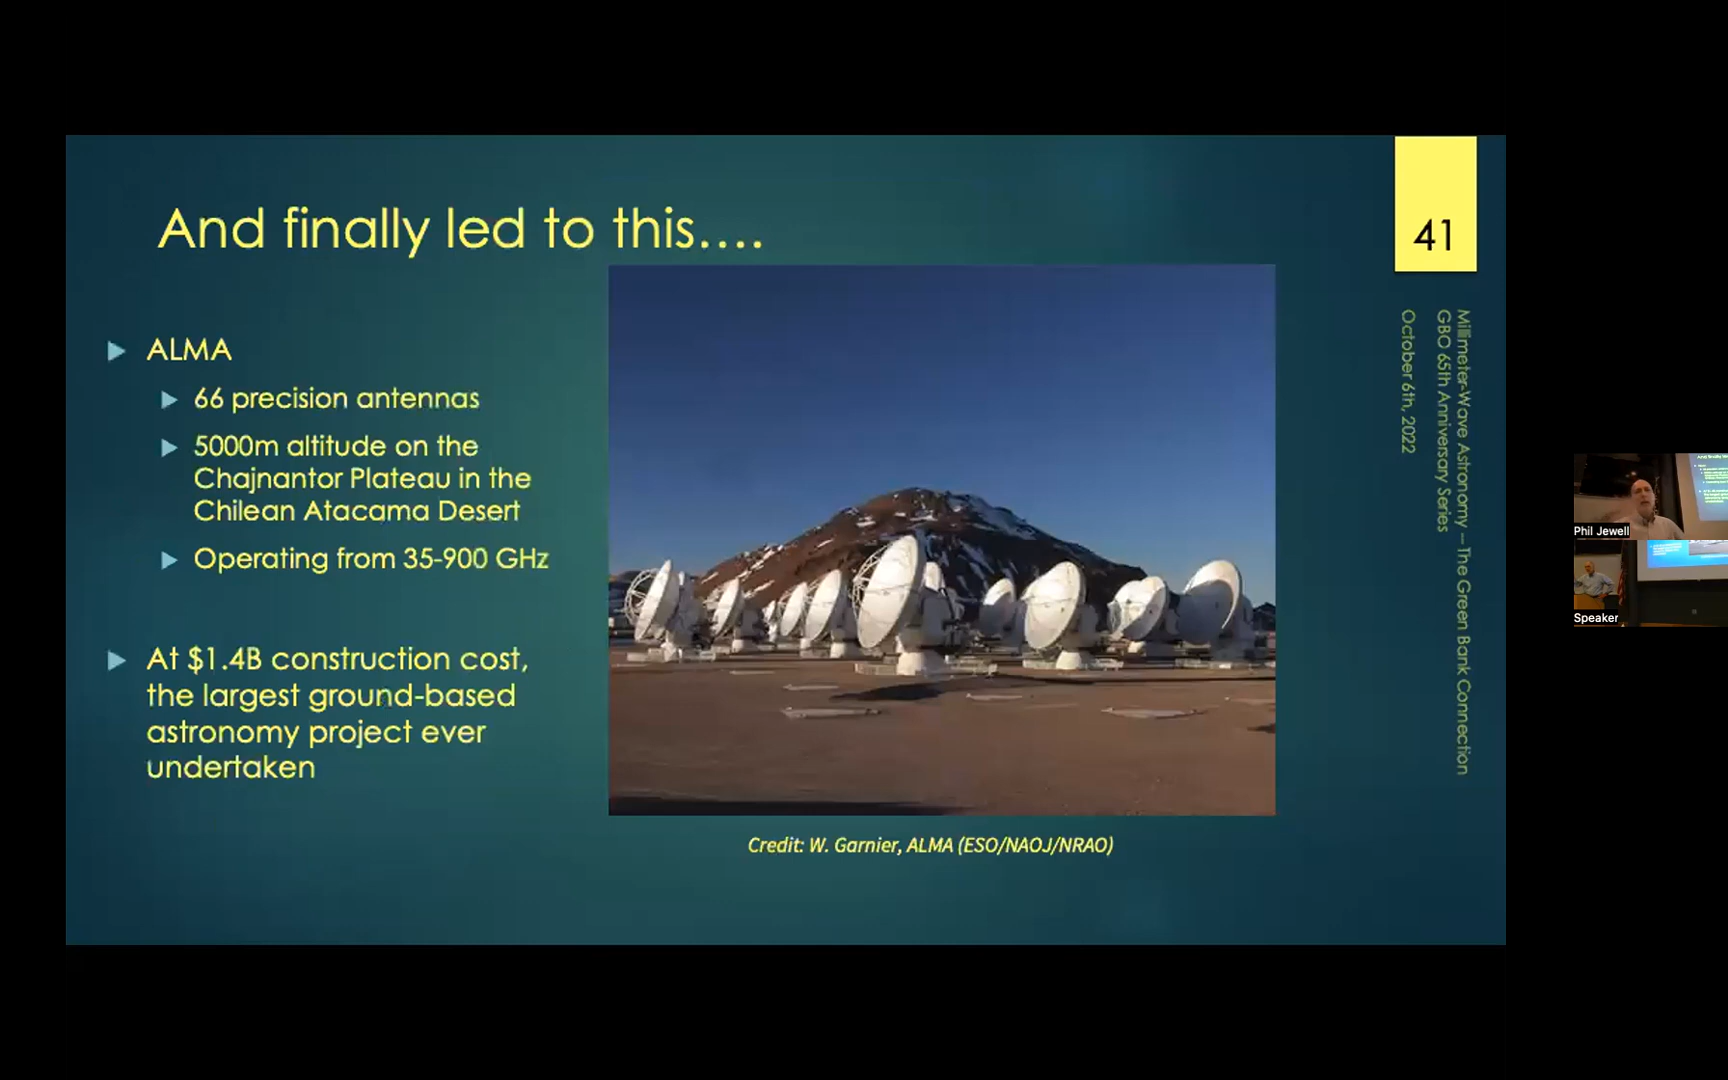 And finally led to this....
41
ALMA
66 precision antennas
5000m altitude on the
Chajnantor Plateau in the
Chilean Atacama Desert
Operating from 35-900 GHz
At $1.4B construction cost,
the largest ground-based
astronomy project ever
undertaken
Credit: W. Garnier, ALMA (ESO/NAOJ/NRAO)
Millimeter-Wave Astronomy – The Green Bank Connection
GBO 65th Anniversary Series
October 6th, 2022
Phil Jewell
Speaker